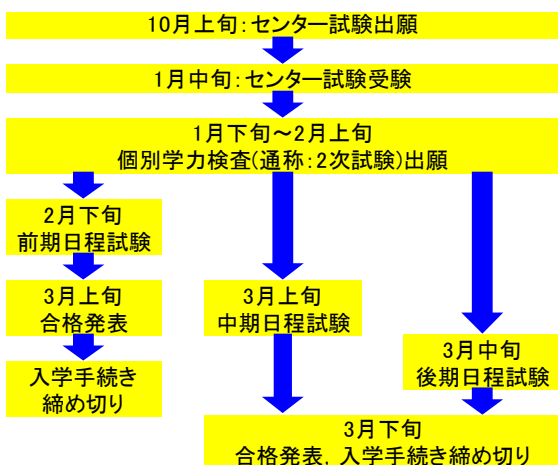 10月上旬：センター試験出願
1月中旬：センター試験受験
1月下旬～2月上旬
個別学力検査(通称：2次試験)出願
2月下旬
前期日程試験
3月上旬
合格発表
入学手続き
締め切り
3月上旬
中期日程試験
3月中旬
後期日程試験
3月下旬
合格発表，入学手続き締め切り